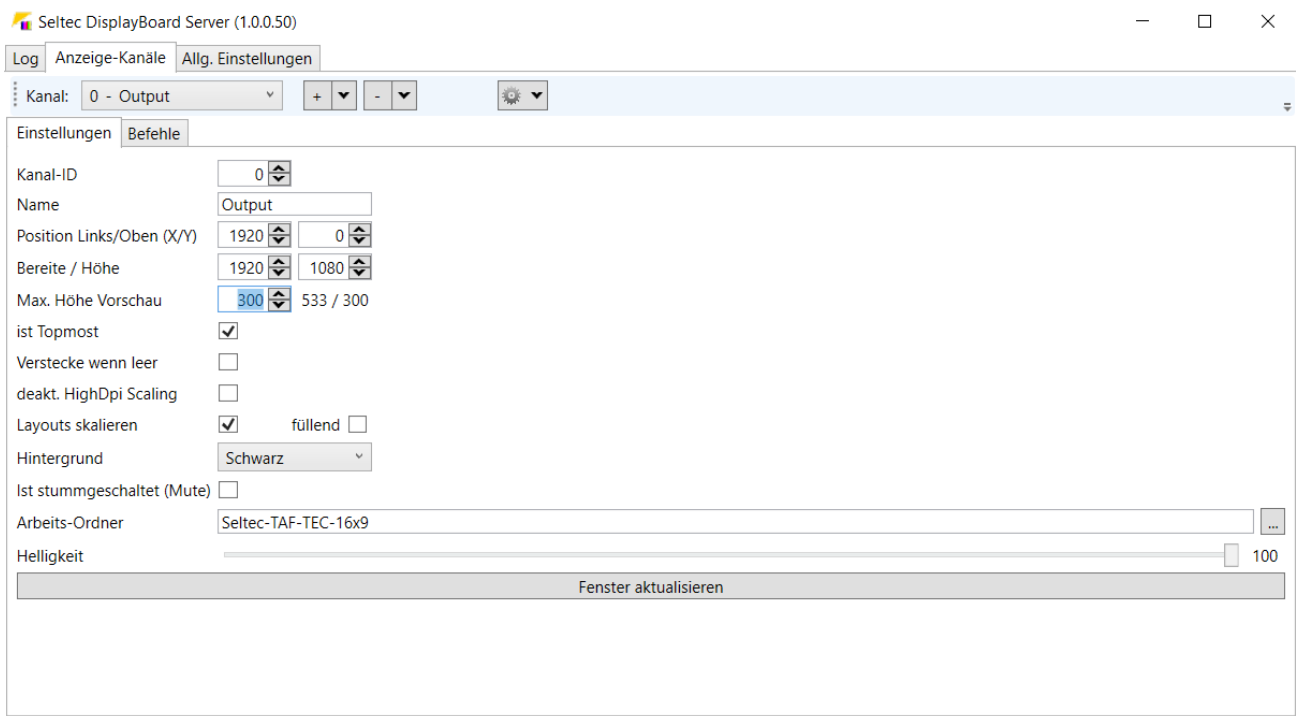 Seltec DisplayBoard Server (1.0.0.50)
Log Anzeige-Kanäle Allg. Einstellungen
Kanal: 0 - Output + -
Einstellungen Befehle
Kanal-ID 0
Name Output
Position Links/Oben (X/Y) 1920 0
Bereite / Höhe 1920 1080
Max. Höhe Vorschau 300 533 / 300
ist Topmost
Verstecke wenn leer
deakt. HighDpi Scaling
Layouts skalieren füllend
Hintergrund Schwarz
Ist stummgeschaltet (Mute)
Arbeits-Ordner Seltec-TAF-TEC-16x9 ...
Helligkeit 100
Fenster aktualisieren